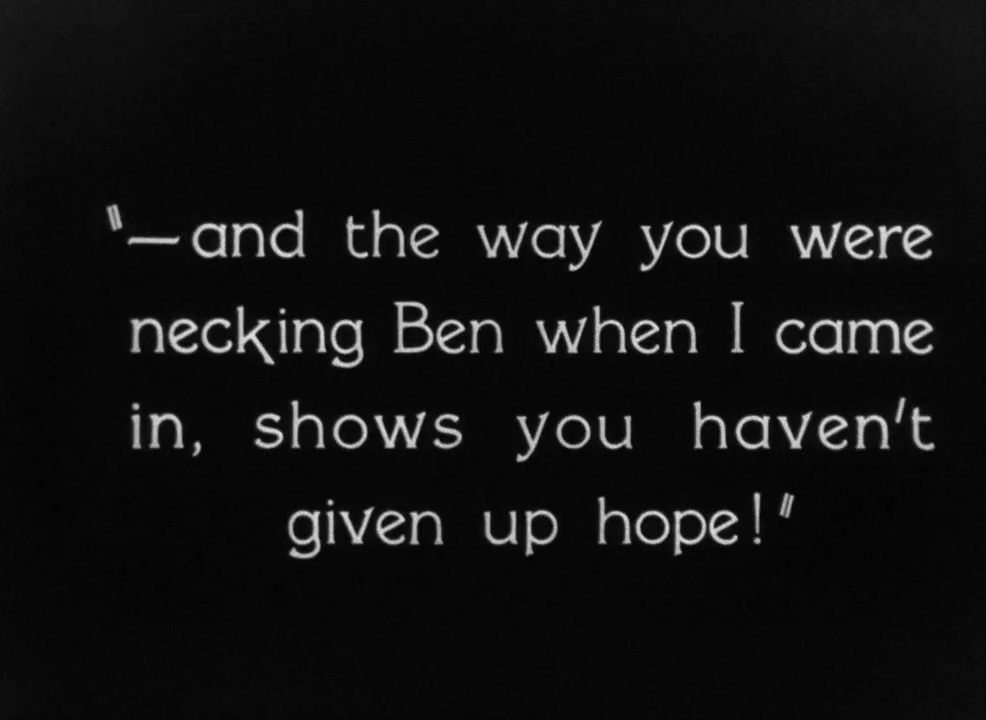 "—and the way you were
necking Ben when I came
in, shows you haven't
given up hope!"